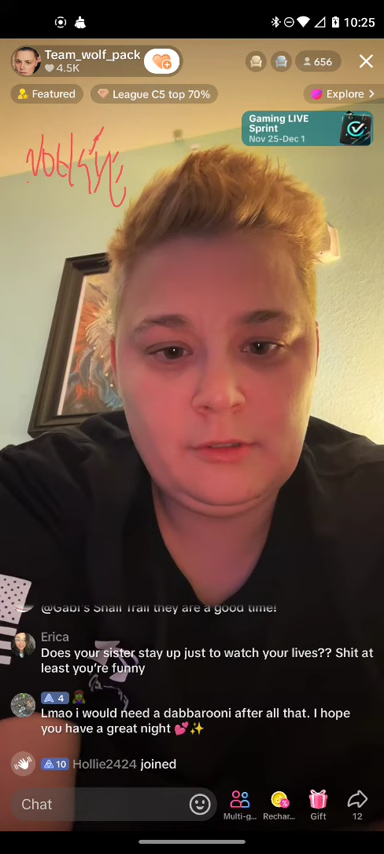 10:25
Team_wolf_pack
4.5K
656
Featured
League C5 top 70%
Explore >
Gaming LIVE
Sprint
Nov 25-Dec 1
@Gabi's Snail Trail they are a good time!
Erica
Does your sister stay up just to watch your lives?? Shit at
least you're funny
4
Lmao i would need a dabbarooni after all that. I hope
you have a great night 💕✨
10 Hollie2424 joined
Chat
Multi-g...
Rechar...
Gift
12